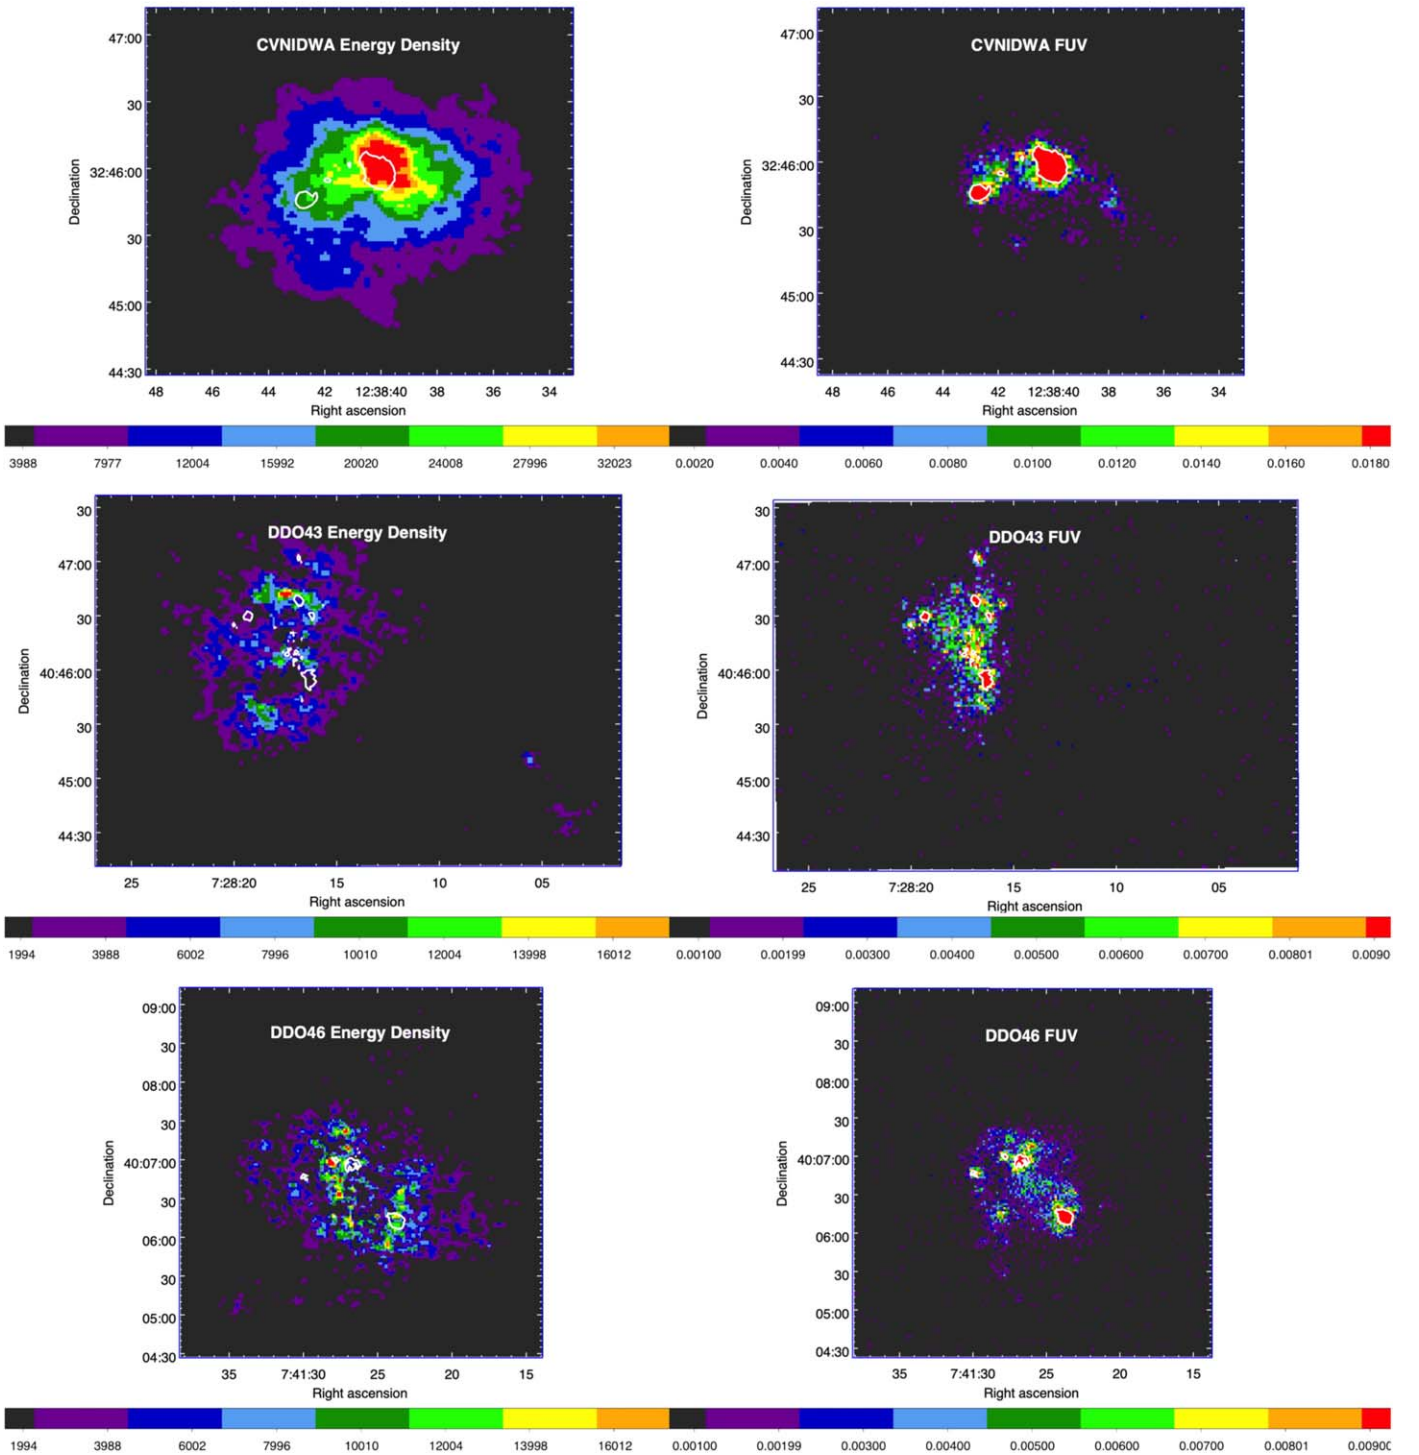 CVNIDWA Energy Density
47:00
30
32:46:00
30
45:00
44:30
Declination
48 46 44 42 12:38:40 38 36 34
Right ascension
CVNIDWA FUV
47:00
30
32:46:00
30
45:00
44:30
Declination
48 46 44 42 12:38:40 38 36 34
Right ascension
3988 7977 12004 15992 20020 24008 27996 32023 0.0020 0.0040 0.0060 0.0080 0.0100 0.0120 0.0140 0.0160 0.0180
DDO43 Energy Density
30
47:00
30
40:46:00
30
45:00
44:30
Declination
25 7:28:20 15 10 05
Right ascension
DDO43 FUV
30
47:00
30
40:46:00
30
45:00
44:30
Declination
25 7:28:20 15 10 05
Right ascension
1994 3988 6002 7996 10010 12004 13998 16012 0.00100 0.00199 0.00300 0.00400 0.00500 0.00600 0.00700 0.00801 0.0090
DDO46 Energy Density
09:00
30
08:00
30
40:07:00
30
06:00
30
05:00
04:30
Declination
35 7:41:30 25 20 15
Right ascension
DDO46 FUV
09:00
30
08:00
30
40:07:00
30
06:00
30
05:00
04:30
Declination
35 7:41:30 25 20 15
Right ascension
1994 3988 6002 7996 10010 12004 13998 16012 0.00100 0.00199 0.00300 0.00400 0.00500 0.00600 0.00700 0.00801